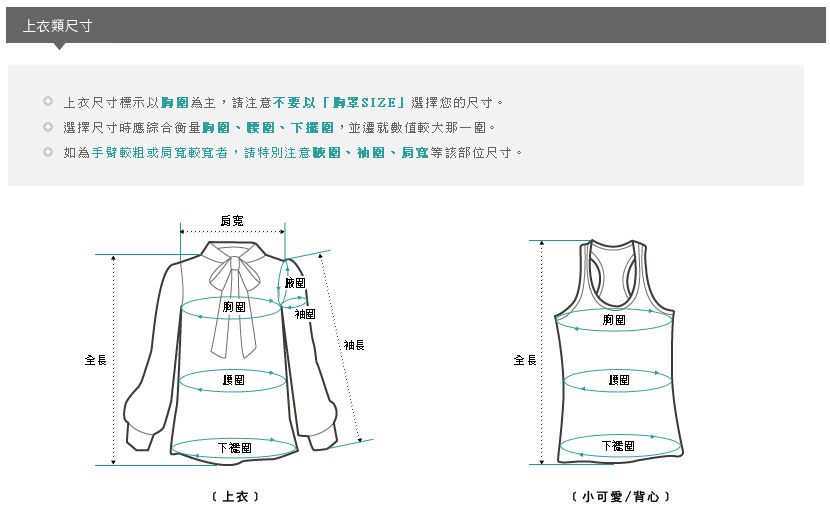 上衣類尺寸
上衣尺寸標示以胸圍為主，請注意不要以「胸罩SIZE」選擇您的尺寸。
選擇尺寸時應綜合衡量胸圍、腰圍、下襬圍，並遷就數值較大那一圍。
如為手臂較粗或肩寬較寬者，請特別注意腋圍、袖圍、肩寬等該部位尺寸。
肩寬
腋圍
胸圍
袖圍
袖長
全長
腰圍
下襬圍
〔上衣〕
胸圍
全長
腰圍
下襬圍
〔小可愛/背心〕